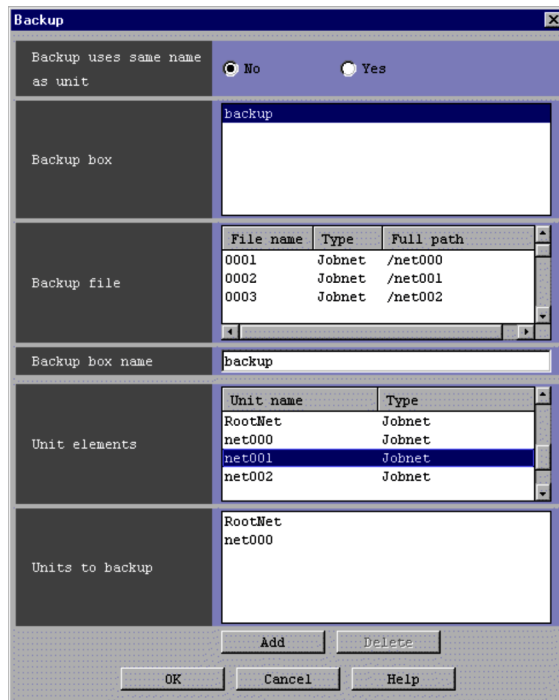 Backup
Backup uses same name
as unit
No Yes
Backup box
backup
Backup file
File name Type Full path
0001 Jobnet /net000
0002 Jobnet /net001
0003 Jobnet /net002
Backup box name
backup
Unit elements
Unit name Type
RootNet Jobnet
net000 Jobnet
net001 Jobnet
net002 Jobnet
Units to backup
RootNet
net000
Add Delete
OK Cancel Help